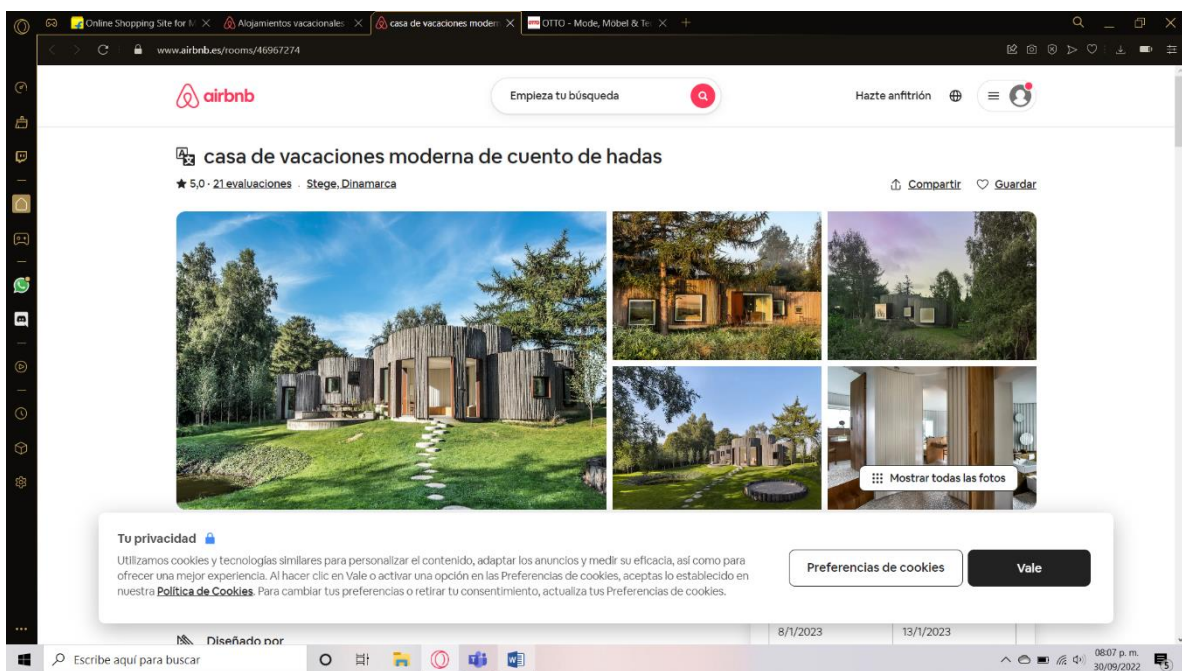 Online Shopping Site for M
Alojamientos vacacionales
casa de vacaciones modern
OTTO - Mode, Möbel & Te
www.airbnb.es/rooms/46967274
airbnb
Empieza tu búsqueda
Hazte anfitrión
casa de vacaciones moderna de cuento de hadas
5,0 · 21 evaluaciones · Stege, Dinamarca
Compartir
Guardar
Mostrar todas las fotos
Tu privacidad
Utilizamos cookies y tecnologías similares para personalizar el contenido, adaptar los anuncios y medir su eficacia, así como para
ofrecer una mejor experiencia. Al hacer clic en Vale o activar una opción en las Preferencias de cookies, aceptas lo establecido en
nuestra Política de Cookies. Para cambiar tus preferencias o retirar tu consentimiento, actualiza tus Preferencias de cookies.
Preferencias de cookies
Vale
Diseñado por
8/1/2023
13/1/2023
Escribe aquí para buscar
08:07 p. m.
30/09/2022